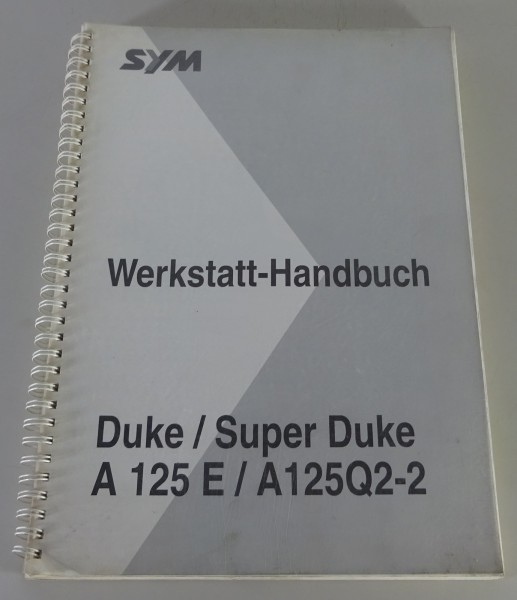 SYM
Werkstatt-Handbuch
Duke / Super Duke
A 125 E / A125Q2-2